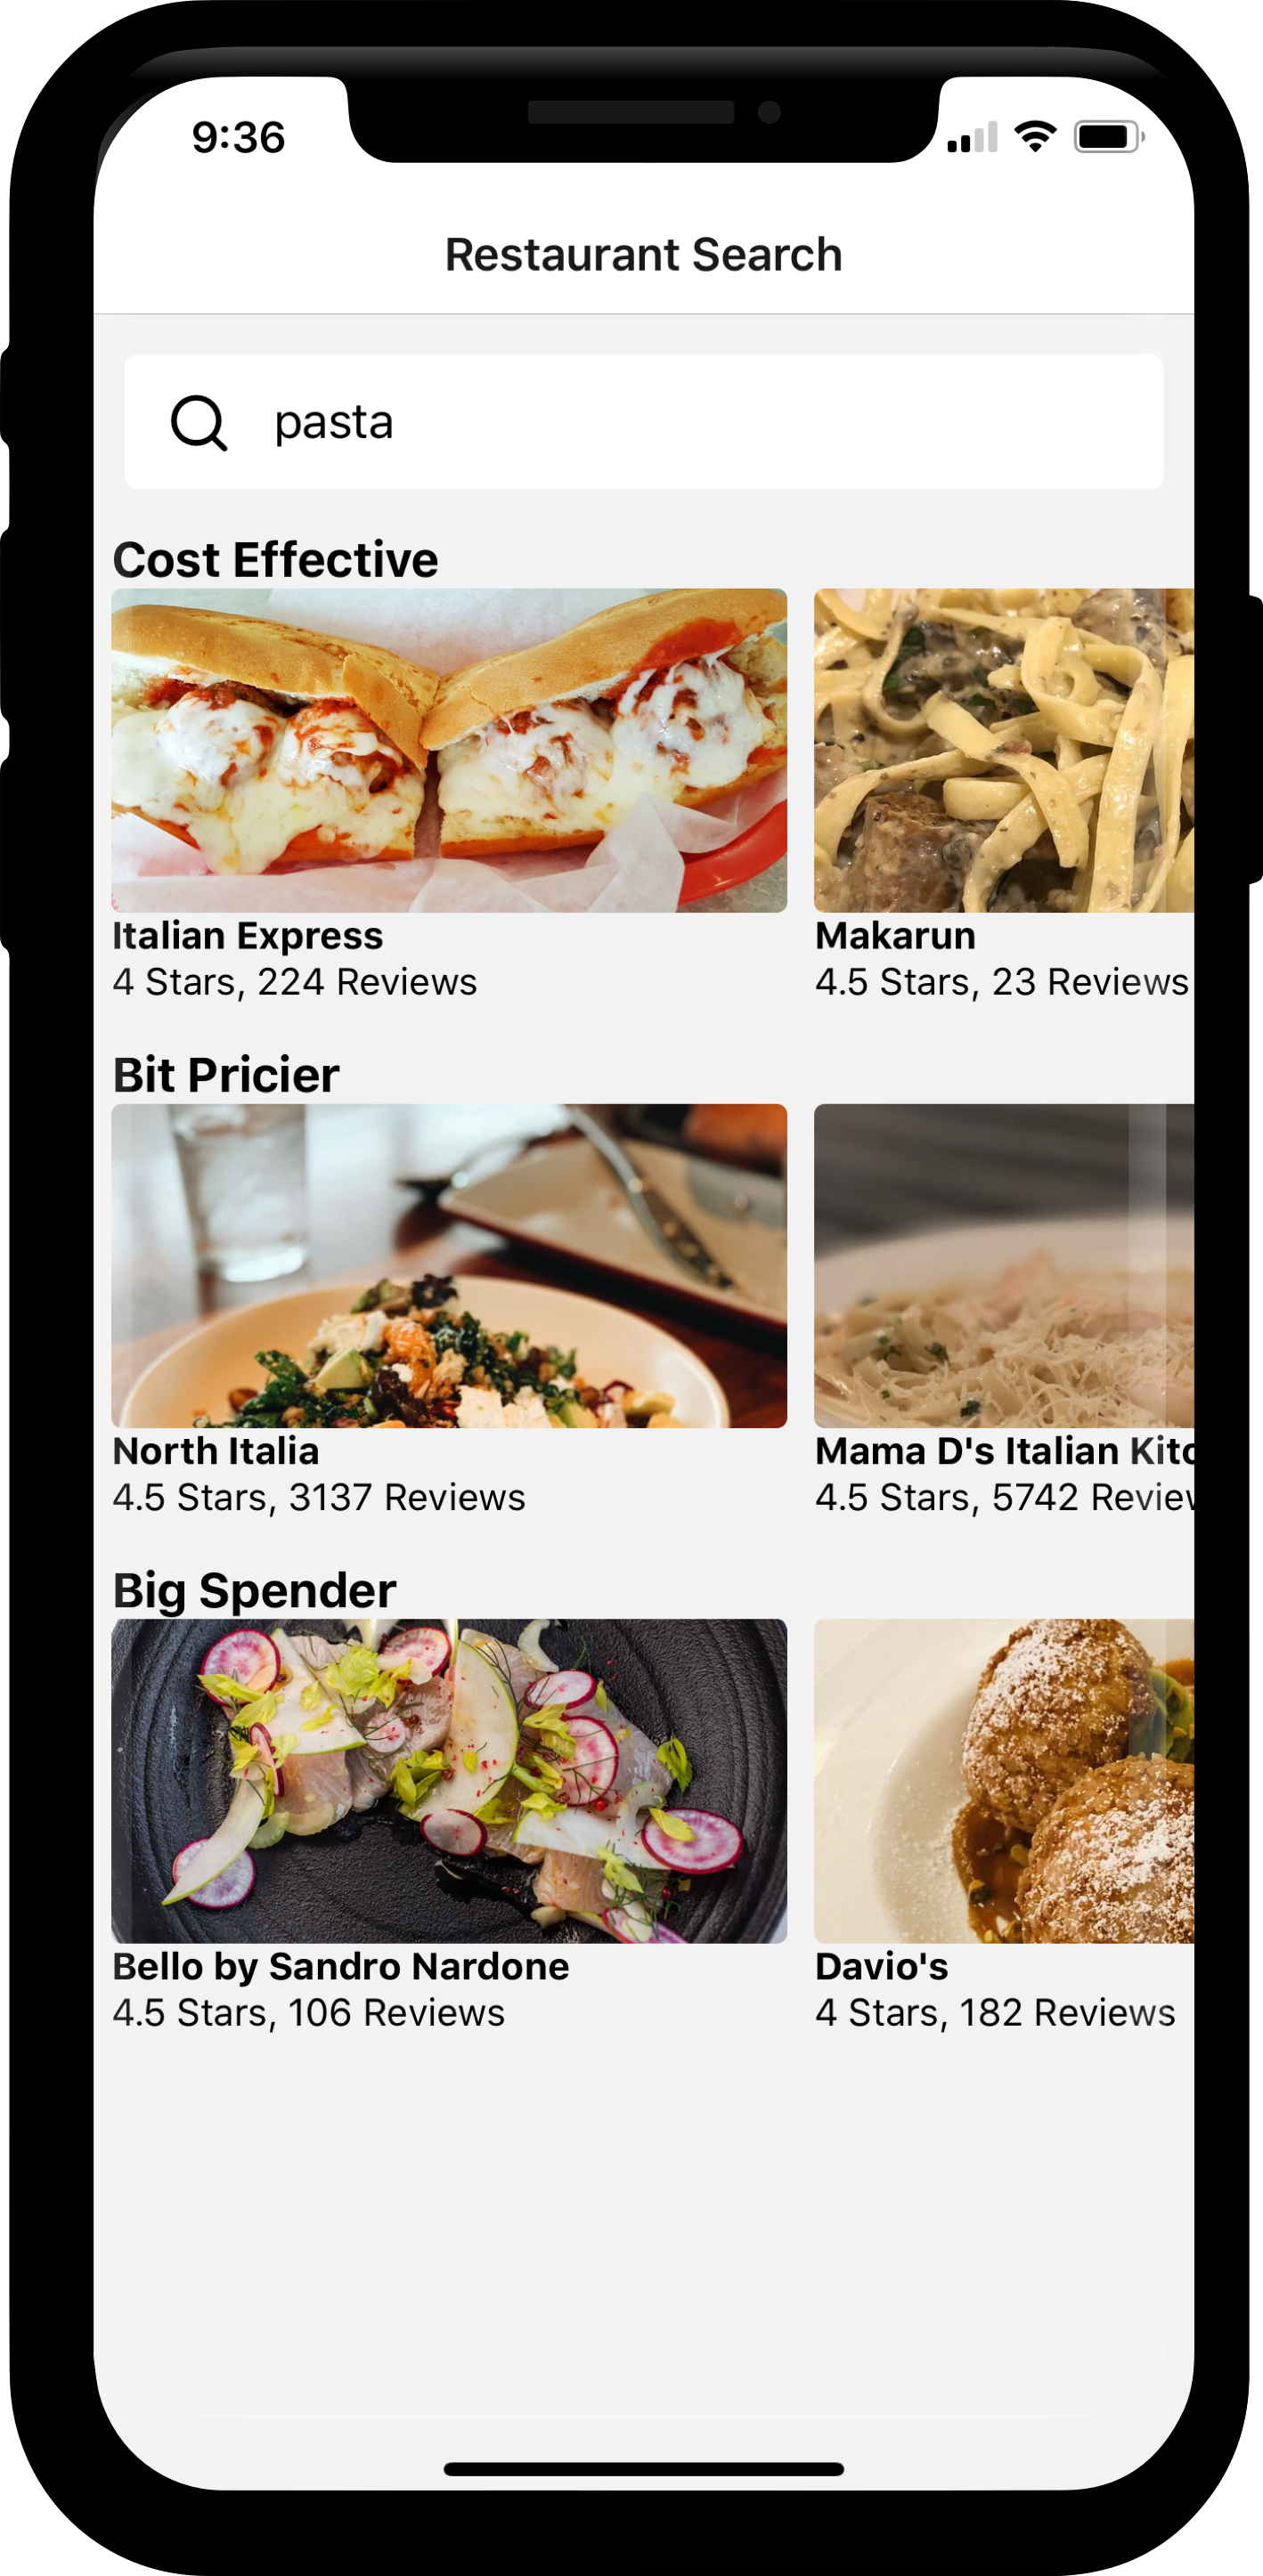 9:36
Restaurant Search
pasta
Cost Effective
Italian Express
4 Stars, 224 Reviews
Makarun
4.5 Stars, 23 Reviews
Bit Pricier
North Italia
4.5 Stars, 3137 Reviews
Mama D's Italian
4.5 Stars, 5742
Big Spender
Bello by Sandro Nardone
4.5 Stars, 106 Reviews
Davio's
4 Stars, 182 Reviews